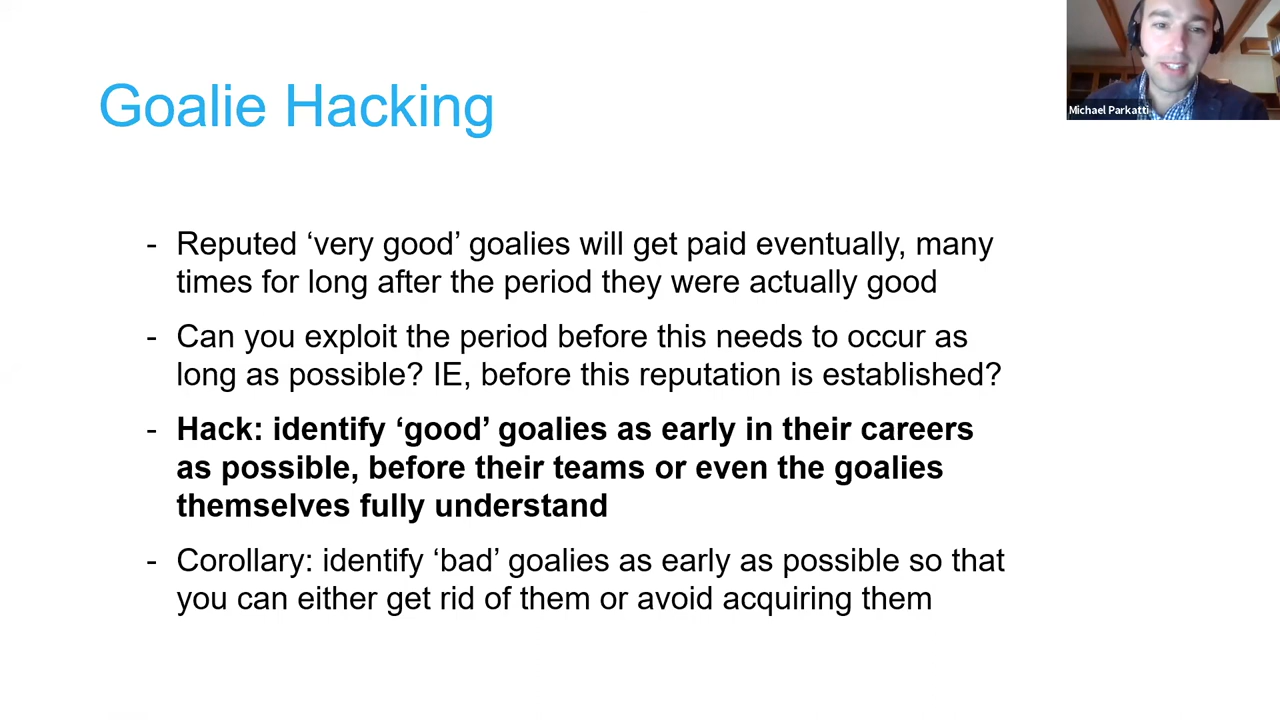 Goalie Hacking
Michael Parkatti
- Reputed ‘very good’ goalies will get paid eventually, many
times for long after the period they were actually good
- Can you exploit the period before this needs to occur as
long as possible? IE, before this reputation is established?
- Hack: identify ‘good’ goalies as early in their careers
as possible, before their teams or even the goalies
themselves fully understand
- Corollary: identify ‘bad’ goalies as early as possible so that
you can either get rid of them or avoid acquiring them